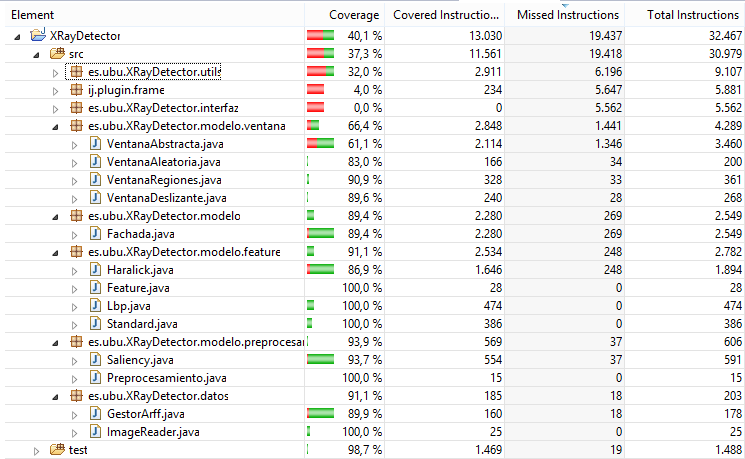 Element Coverage Covered Instructio... Missed Instructions Total Instructions
XRayDetector 40,1 % 13.030 19.437 32.467
src 37,3 % 11.561 19.418 30.979
es.ubu.XRayDetector.utils 32,0 % 2.911 6.196 9.107
ij.plugin.frame 4,0 % 234 5.647 5.881
es.ubu.XRayDetector.interfaz 0,0 % 0 5.562 5.562
es.ubu.XRayDetector.modelo.ventana 66,4 % 2.848 1.441 4.289
VentanaAbstracta.java 61,1 % 2.114 1.346 3.460
VentanaAleatoria.java 83,0 % 166 34 200
VentanaRegiones.java 90,9 % 328 33 361
VentanaDeslizante.java 89,6 % 240 28 268
es.ubu.XRayDetector.modelo 89,4 % 2.280 269 2.549
Fachada.java 89,4 % 2.280 269 2.549
es.ubu.XRayDetector.modelo.feature 91,1 % 2.534 248 2.782
Haralick.java 86,9 % 1.646 248 1.894
Feature.java 100,0 % 28 0 28
Lbp.java 100,0 % 474 0 474
Standard.java 100,0 % 386 0 386
es.ubu.XRayDetector.modelo.preprocesar 93,9 % 569 37 606
Saliency.java 93,7 % 554 37 591
Preprocesamiento.java 100,0 % 15 0 15
es.ubu.XRayDetector.datos 91,1 % 185 18 203
GestorArff.java 89,9 % 160 18 178
ImageReader.java 100,0 % 25 0 25
test 98,7 % 1.469 19 1.488